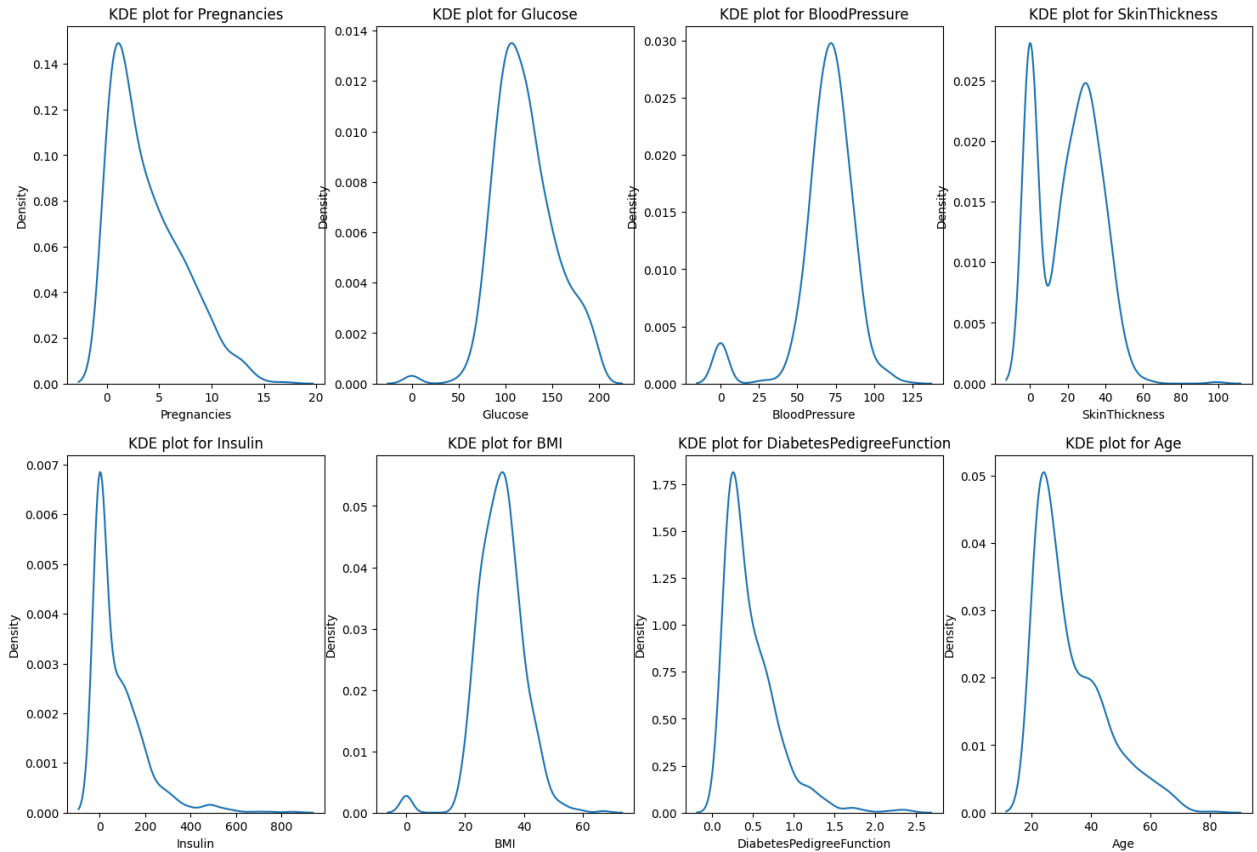 KDE plot for Pregnancies
Density
0.14
0.12
0.10
0.08
0.06
0.04
0.02
0.00
0 5 10 15 20
Pregnancies
KDE plot for Glucose
Density
0.014
0.012
0.010
0.008
0.006
0.004
0.002
0.000
0 50 100 150 200
Glucose
KDE plot for BloodPressure
Density
0.030
0.025
0.020
0.015
0.010
0.005
0.000
0 25 50 75 100 125
BloodPressure
KDE plot for SkinThickness
Density
0.025
0.020
0.015
0.010
0.005
0.000
0 20 40 60 80 100
SkinThickness
KDE plot for Insulin
Density
0.007
0.006
0.005
0.004
0.003
0.002
0.001
0.000
0 200 400 600 800
Insulin
KDE plot for BMI
Density
0.05
0.04
0.03
0.02
0.01
0.00
0 20 40 60
BMI
KDE plot for DiabetesPedigreeFunction
Density
1.75
1.50
1.25
1.00
0.75
0.50
0.25
0.00
0.0 0.5 1.0 1.5 2.0 2.5
DiabetesPedigreeFunction
KDE plot for Age
Density
0.05
0.04
0.03
0.02
0.01
0.00
20 40 60 80
Age